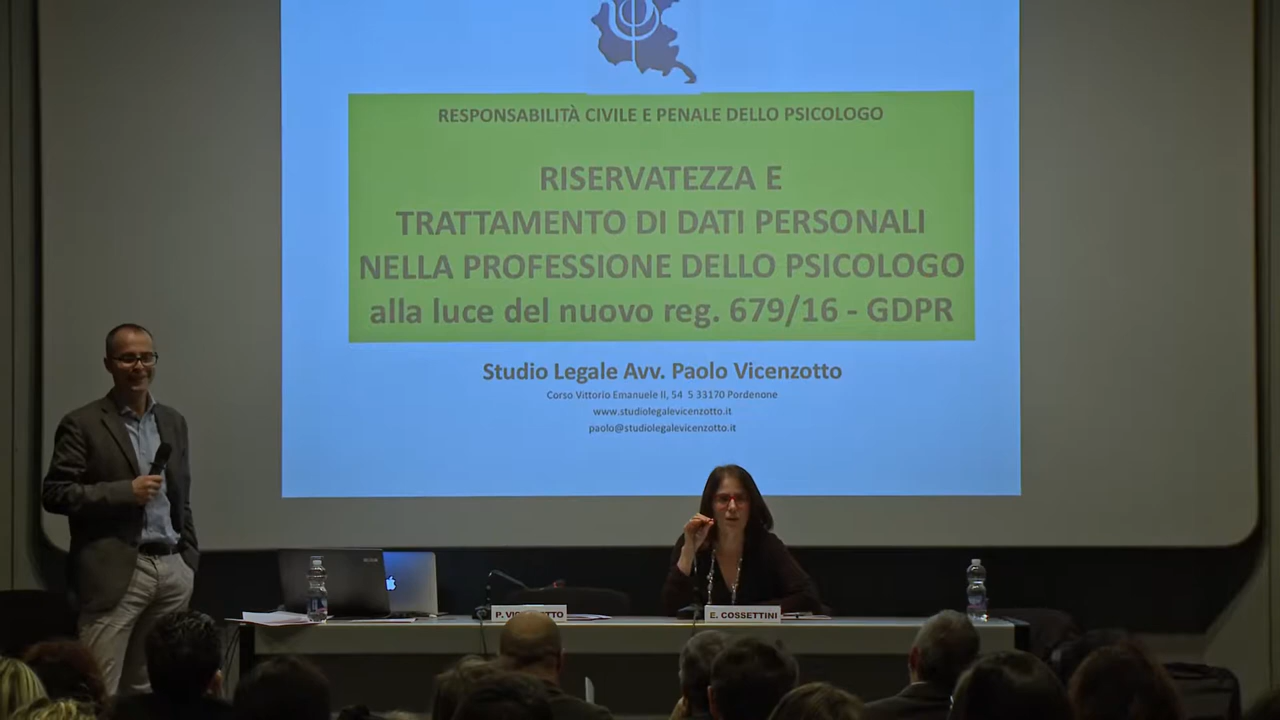 RESPONSABILITÀ CIVILE E PENALE DELLO PSICOLOGO
RISERVATEZZA E
TRATTAMENTO DI DATI PERSONALI
NELLA PROFESSIONE DELLO PSICOLOGO
alla luce del nuovo reg. 679/16 - GDPR
Studio Legale Avv. Paolo Vicenzotto
Corso Vittorio Emanuele II, 54 5 33170 Pordenone
www.studiolegalevicenzotto.it
paolo@studiolegalevicenzotto.it
E. COSSETTINI